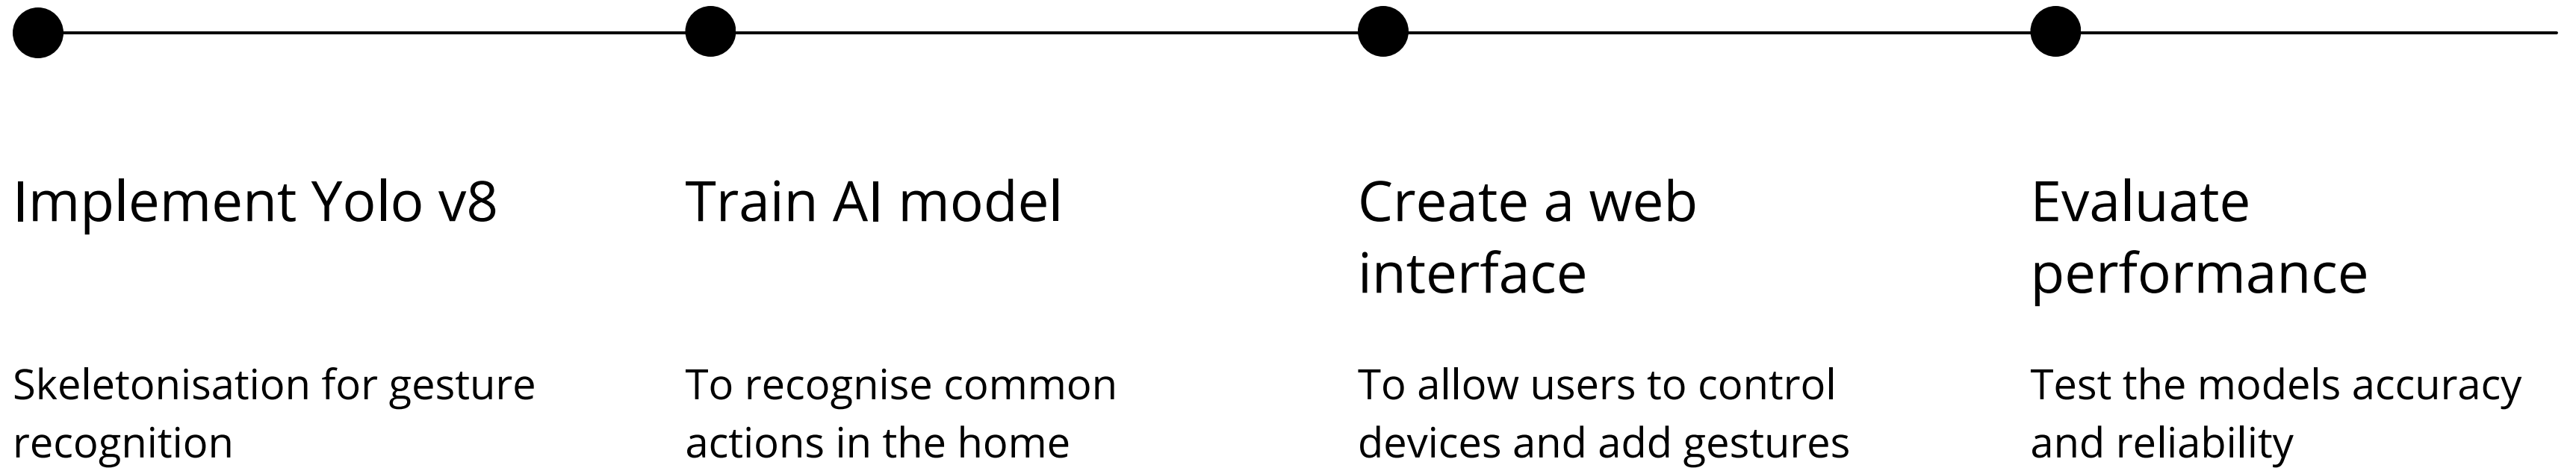 Implement Yolo v8
Skeletonisation for gesture
recognition
Train AI model
To recognise common
actions in the home
Create a web
interface
To allow users to control
devices and add gestures
Evaluate
performance
Test the models accuracy
and reliability